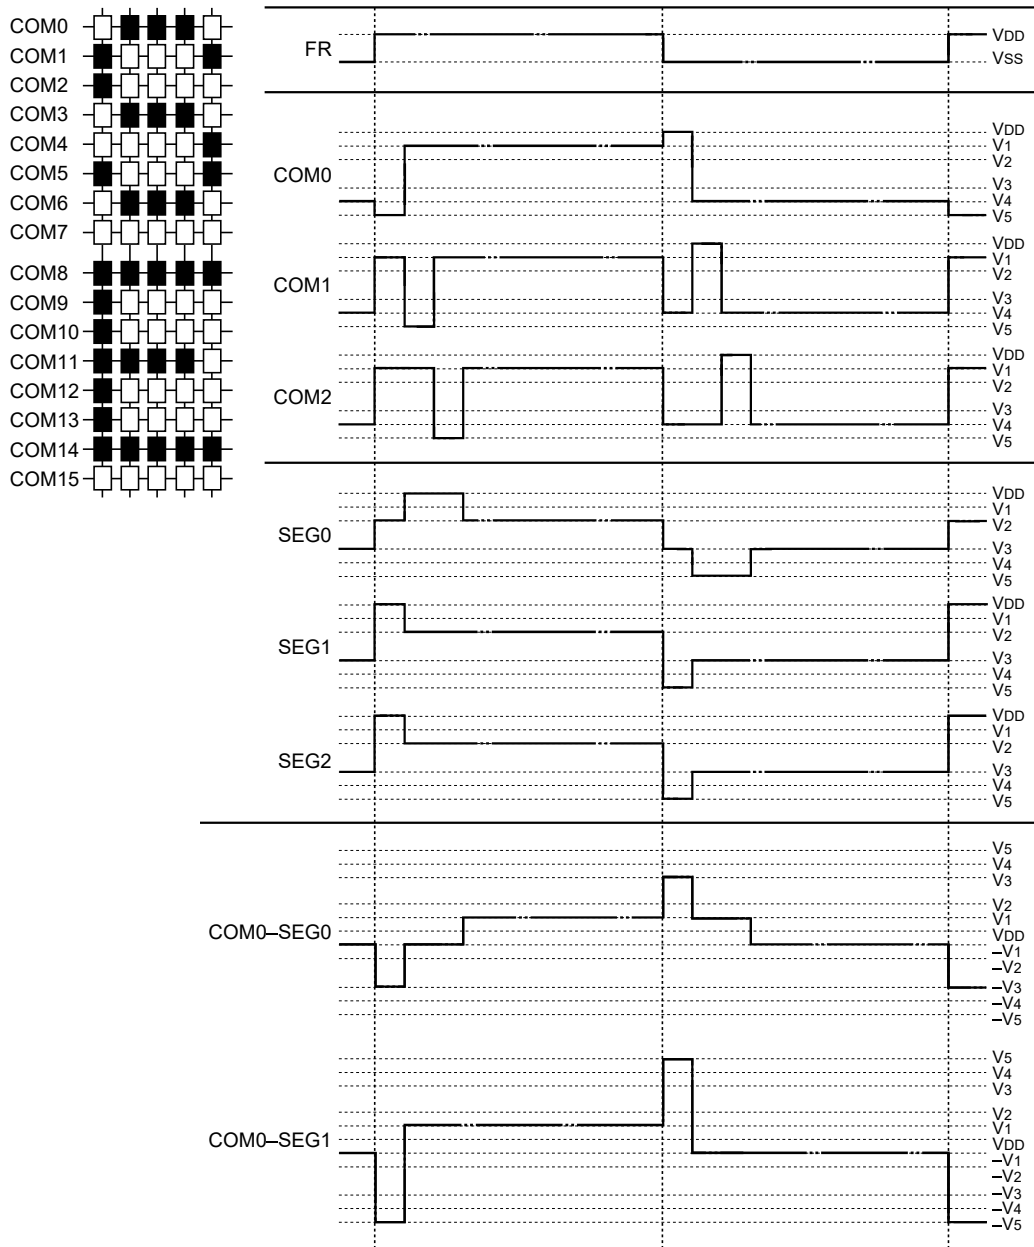 COM0
COM1
COM2
COM3
COM4
COM5
COM6
COM7
COM8
COM9
COM10
COM11
COM12
COM13
COM14
COM15
FR
VDD
VSS
COM0
VDD
V1
V2
V3
V4
V5
COM1
VDD
V1
V2
V3
V4
V5
COM2
VDD
V1
V2
V3
V4
V5
SEG0
VDD
V1
V2
V3
V4
V5
SEG1
VDD
V1
V2
V3
V4
V5
SEG2
VDD
V1
V2
V3
V4
V5
COM0–SEG0
V5
V4
V3
V2
V1
VDD
–V1
–V2
–V3
–V4
–V5
COM0–SEG1
V5
V4
V3
V2
V1
VDD
–V1
–V2
–V3
–V4
–V5